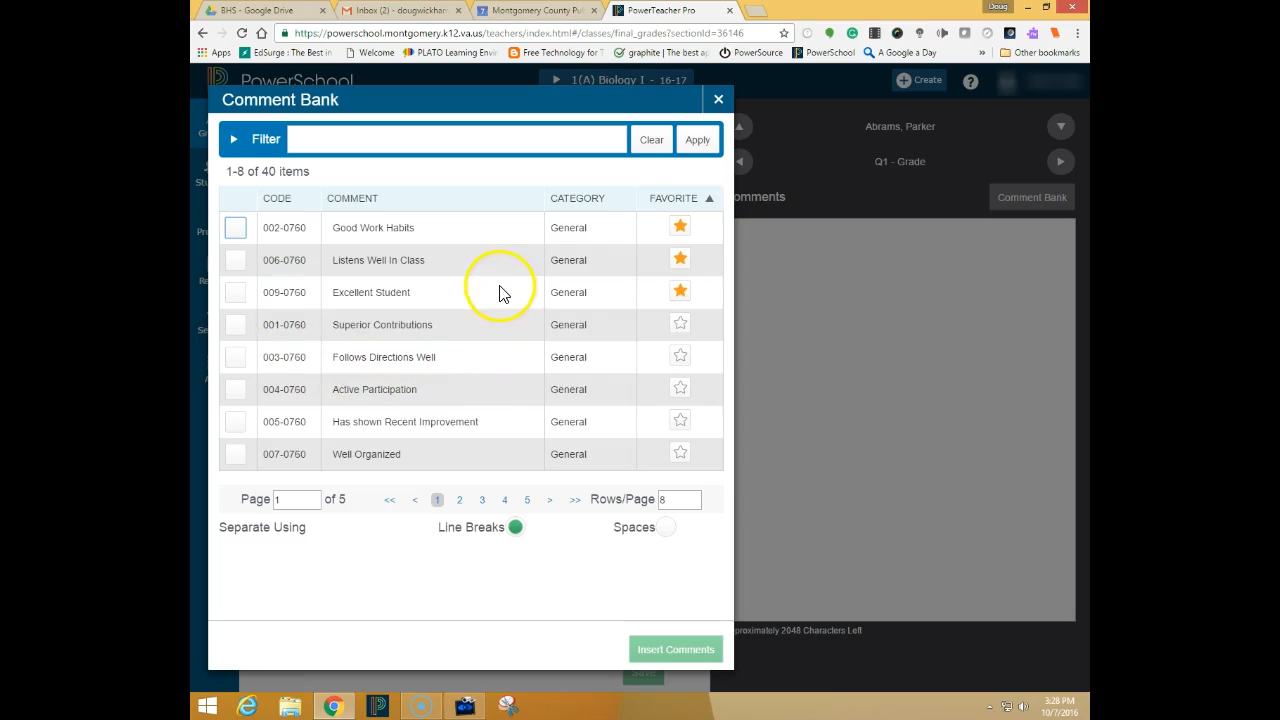 BHS - Google Drive
Inbox (2) - dougwickham
Montgomery County Pu
PowerTeacher Pro
Doug
https://powerschool.montgomery.k12.va.us/teachers/index.html#/classes/final_grades?sectionId=36146
Apps
EdSurge : The Best in
Welcome
PLATO Learning Envi
Free Technology for T
graphite | The best ap
PowerSource
PowerSchool
A Google a Day
Other bookmarks
PowerSchool
1(A) Biology I - 16-17
Create
Comment Bank
Filter
Clear
Apply
1-8 of 40 items
CODE COMMENT CATEGORY FAVORITE
002-0760 Good Work Habits General
006-0760 Listens Well In Class General
009-0760 Excellent Student General
001-0760 Superior Contributions General
003-0760 Follows Directions Well General
004-0760 Active Participation General
005-0760 Has shown Recent Improvement General
007-0760 Well Organized General
Page 1 of 5 << < 1 2 3 4 5 > >> Rows/Page 8
Separate Using Line Breaks Spaces
Insert Comments
Abrams, Parker
Q1 - Grade
omments
Comment Bank
proximately 2048 Characters Left
Save
3:28 PM
10/7/2016